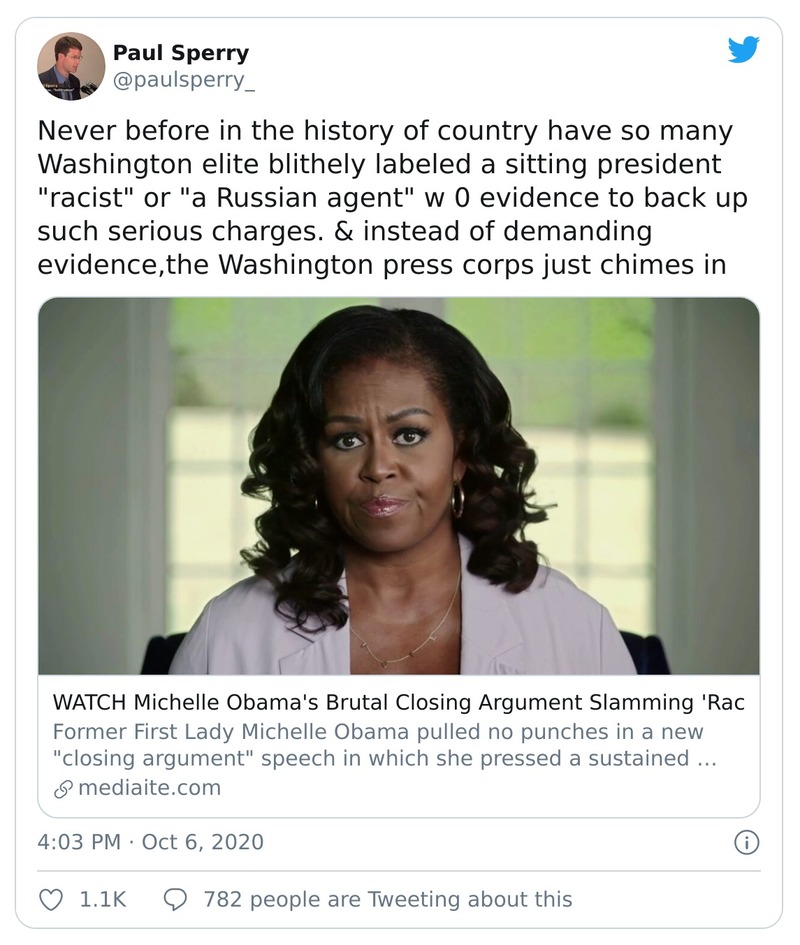 Paul Sperry
@paulsperry_
Never before in the history of country have so many
Washington elite blithely labeled a sitting president
"racist" or "a Russian agent" w 0 evidence to back up
such serious charges. & instead of demanding
evidence,the Washington press corps just chimes in
WATCH Michelle Obama's Brutal Closing Argument Slamming 'Rac
Former First Lady Michelle Obama pulled no punches in a new
"closing argument" speech in which she pressed a sustained ...
mediaite.com
4:03 PM · Oct 6, 2020
1.1K 782 people are Tweeting about this